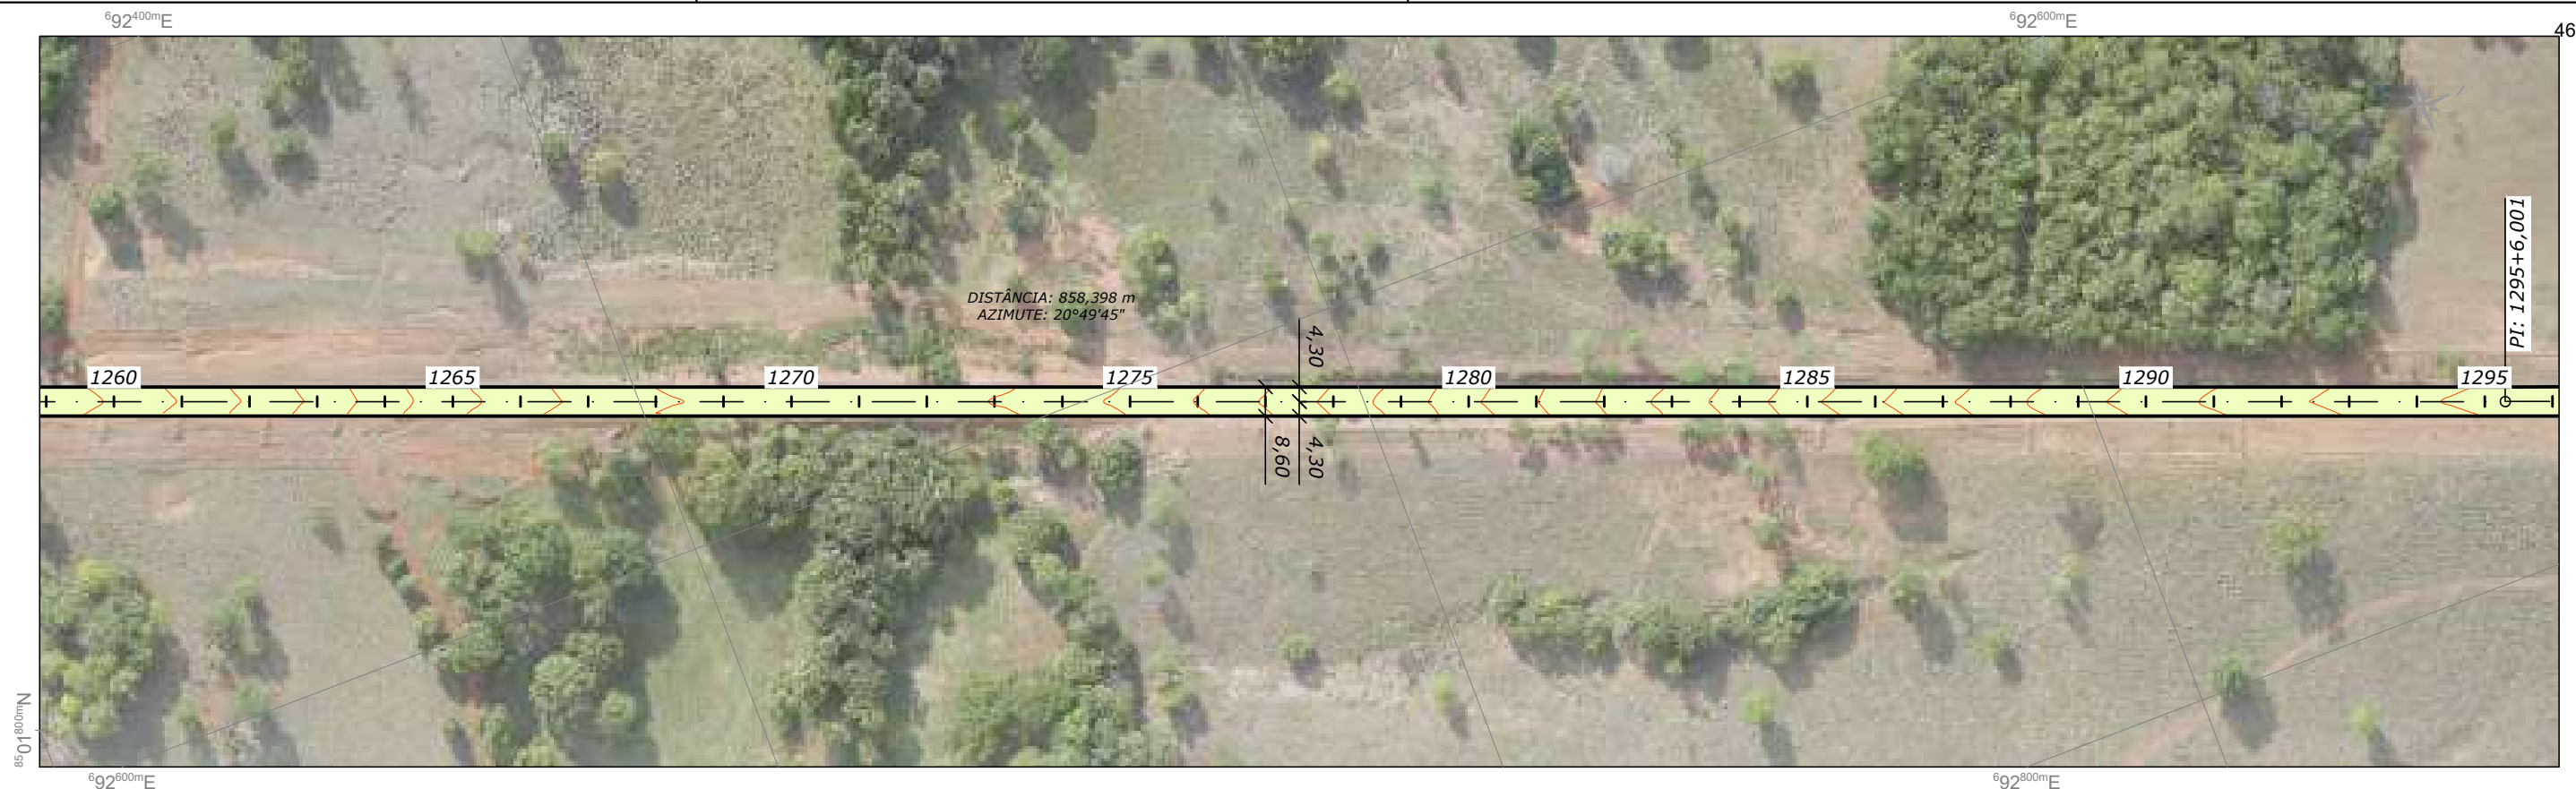 692400mE
692600mE
46
PI: 1295+6,001
DISTÂNCIA: 858,398 m
AZIMUTE: 20°49'45"
4,30
1260
1265
1270
1275
1280
1285
1290
1295
8,60
4,30
8501800mN
692600mE
692800mE